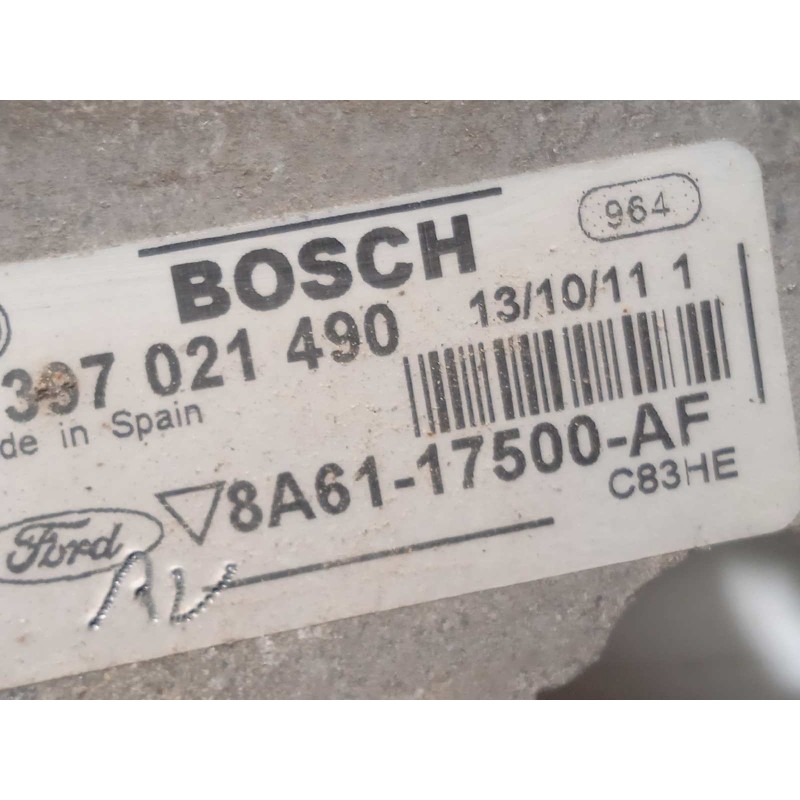 964
BOSCH
13/10/11 1
397 021 490
de in Spain
8A61-17500-AF
C83HE
Ford